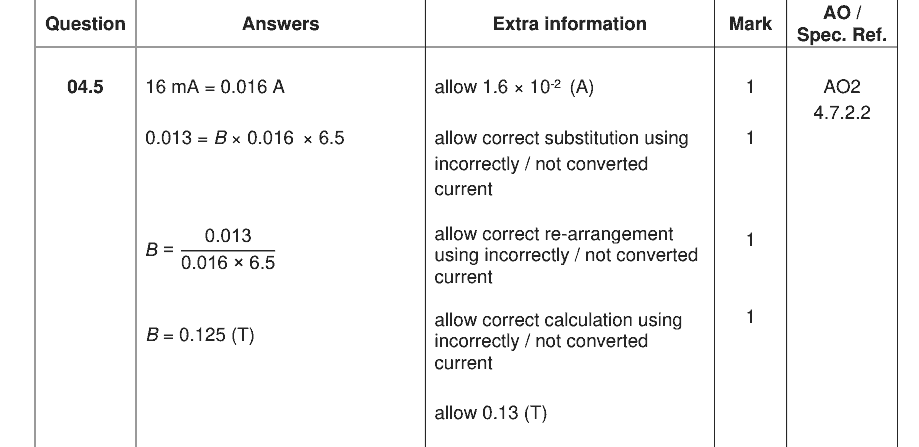 Question Answers Extra information Mark AO /
Spec. Ref.
04.5 16 mA = 0.016 A allow 1.6 × 10⁻² (A) 1 AO2
4.7.2.2
0.013 = B × 0.016 × 6.5 allow correct substitution using 1
incorrectly / not converted
current
B = 0.013 / 0.016 × 6.5 allow correct re-arrangement 1
using incorrectly / not converted
current
B = 0.125 (T) allow correct calculation using 1
incorrectly / not converted
current
allow 0.13 (T)